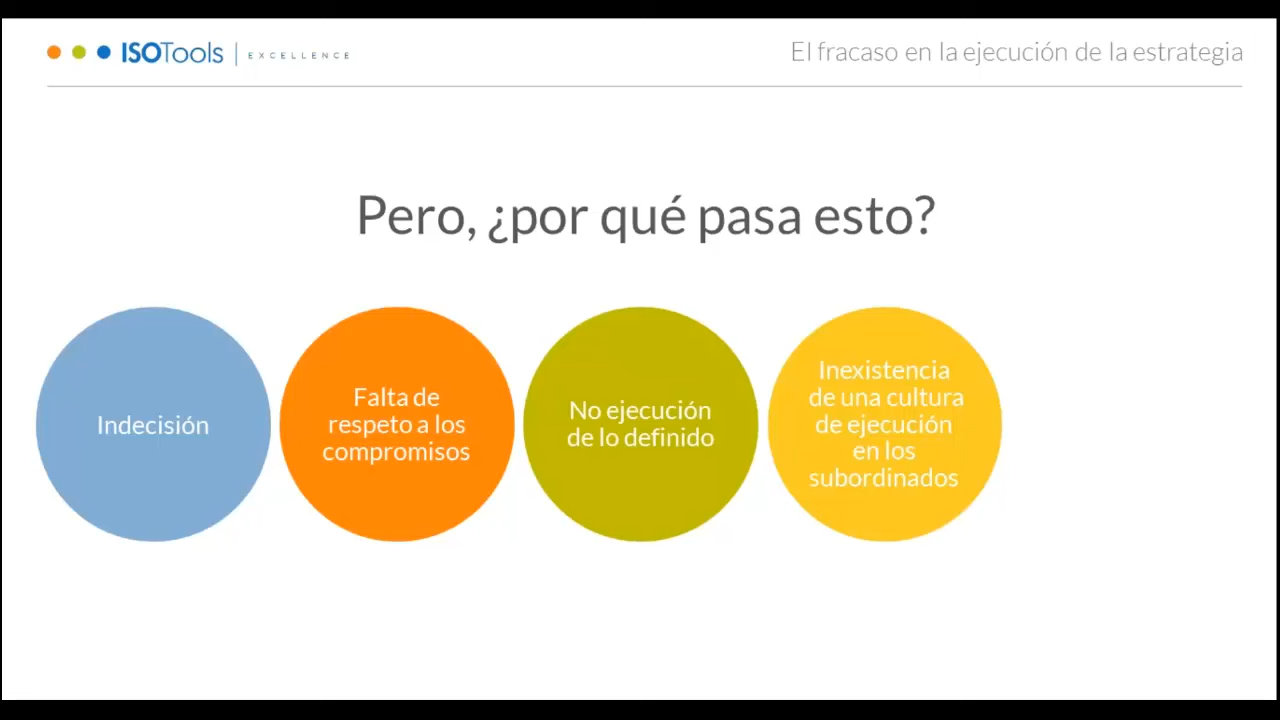 ISOTools | EXCELLENCE
El fracaso en la ejecución de la estrategia
Pero, ¿por qué pasa esto?
Indecisión
Falta de
respeto a los
compromisos
No ejecución
de lo definido
Inexistencia
de una cultura
de ejecución
en los
subordinados